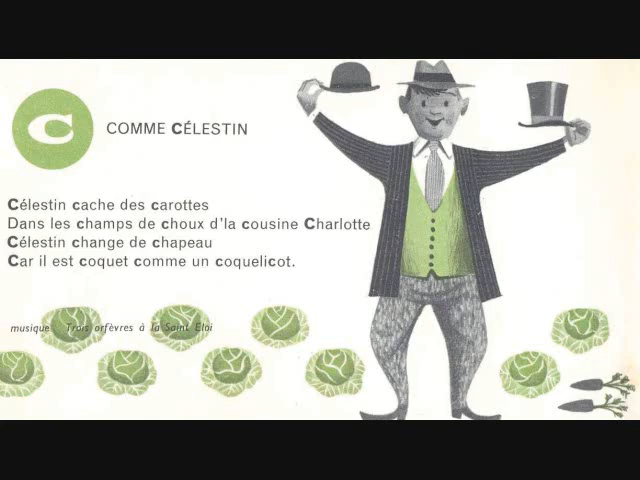 C
COMME CÉLESTIN
Célestin cache des carottes
Dans les champs de choux d'la cousine Charlotte
Célestin change de chapeau
Car il est coquet comme un coquelicot.
musique Trois orfèvres à la Saint Eloi